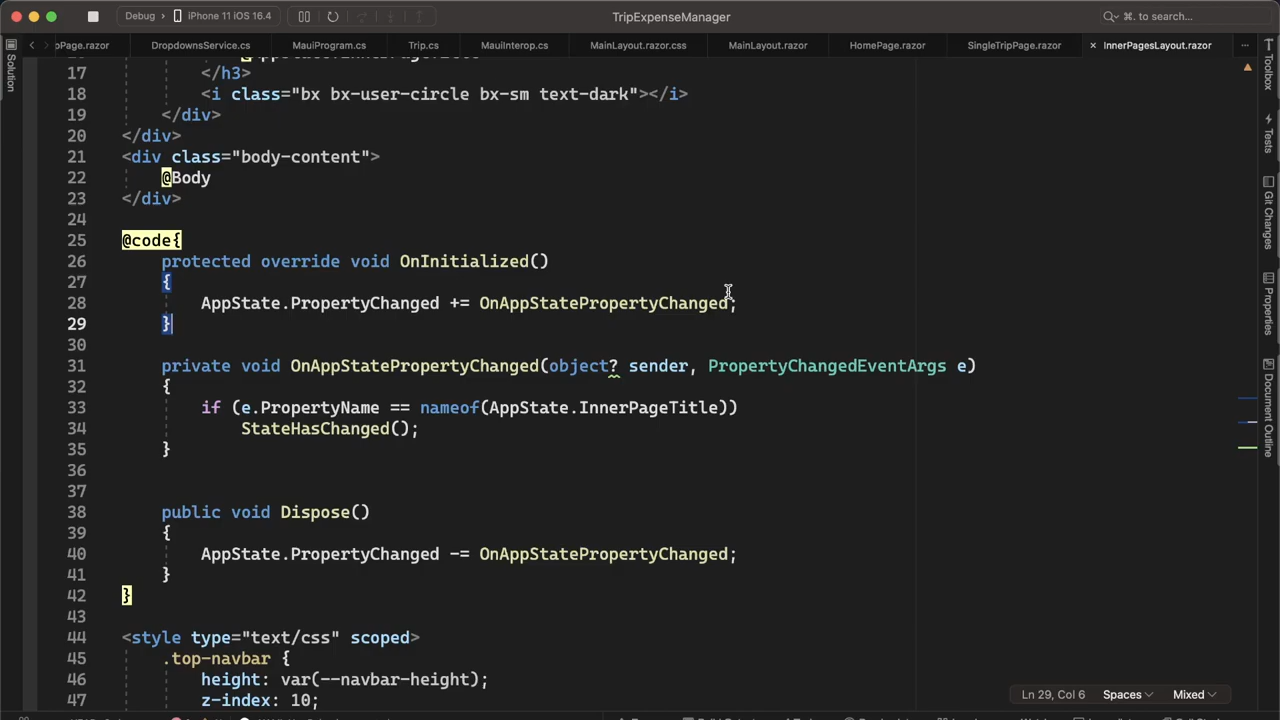 Debug
iPhone 11 iOS 16.4
TripExpenseManager
⌘. to search...
Solution
pPage.razor
DropdownsService.cs
MauiProgram.cs
Trip.cs
MauiInterop.cs
MainLayout.razor.css
MainLayout.razor
HomePage.razor
SingleTripPage.razor
InnerPagesLayout.razor
Toolbox
Tests
Git Changes
Properties
Document Outline
17 </h3>
18 <i class="bx bx-user-circle bx-sm text-dark"></i>
19 </div>
20 </div>
21 <div class="body-content">
22 @Body
23 </div>
24
25 @code{
26 protected override void OnInitialized()
27 {
28 AppState.PropertyChanged += OnAppStatePropertyChanged;
29 }
30
31 private void OnAppStatePropertyChanged(object? sender, PropertyChangedEventArgs e)
32 {
33 if (e.PropertyName == nameof(AppState.InnerPageTitle))
34 StateHasChanged();
35 }
36
37
38 public void Dispose()
39 {
40 AppState.PropertyChanged -= OnAppStatePropertyChanged;
41 }
42 }
43
44 <style type="text/css" scoped>
45 .top-navbar {
46 height: var(--navbar-height);
47 z-index: 10;
Ln 29, Col 6
Spaces
Mixed